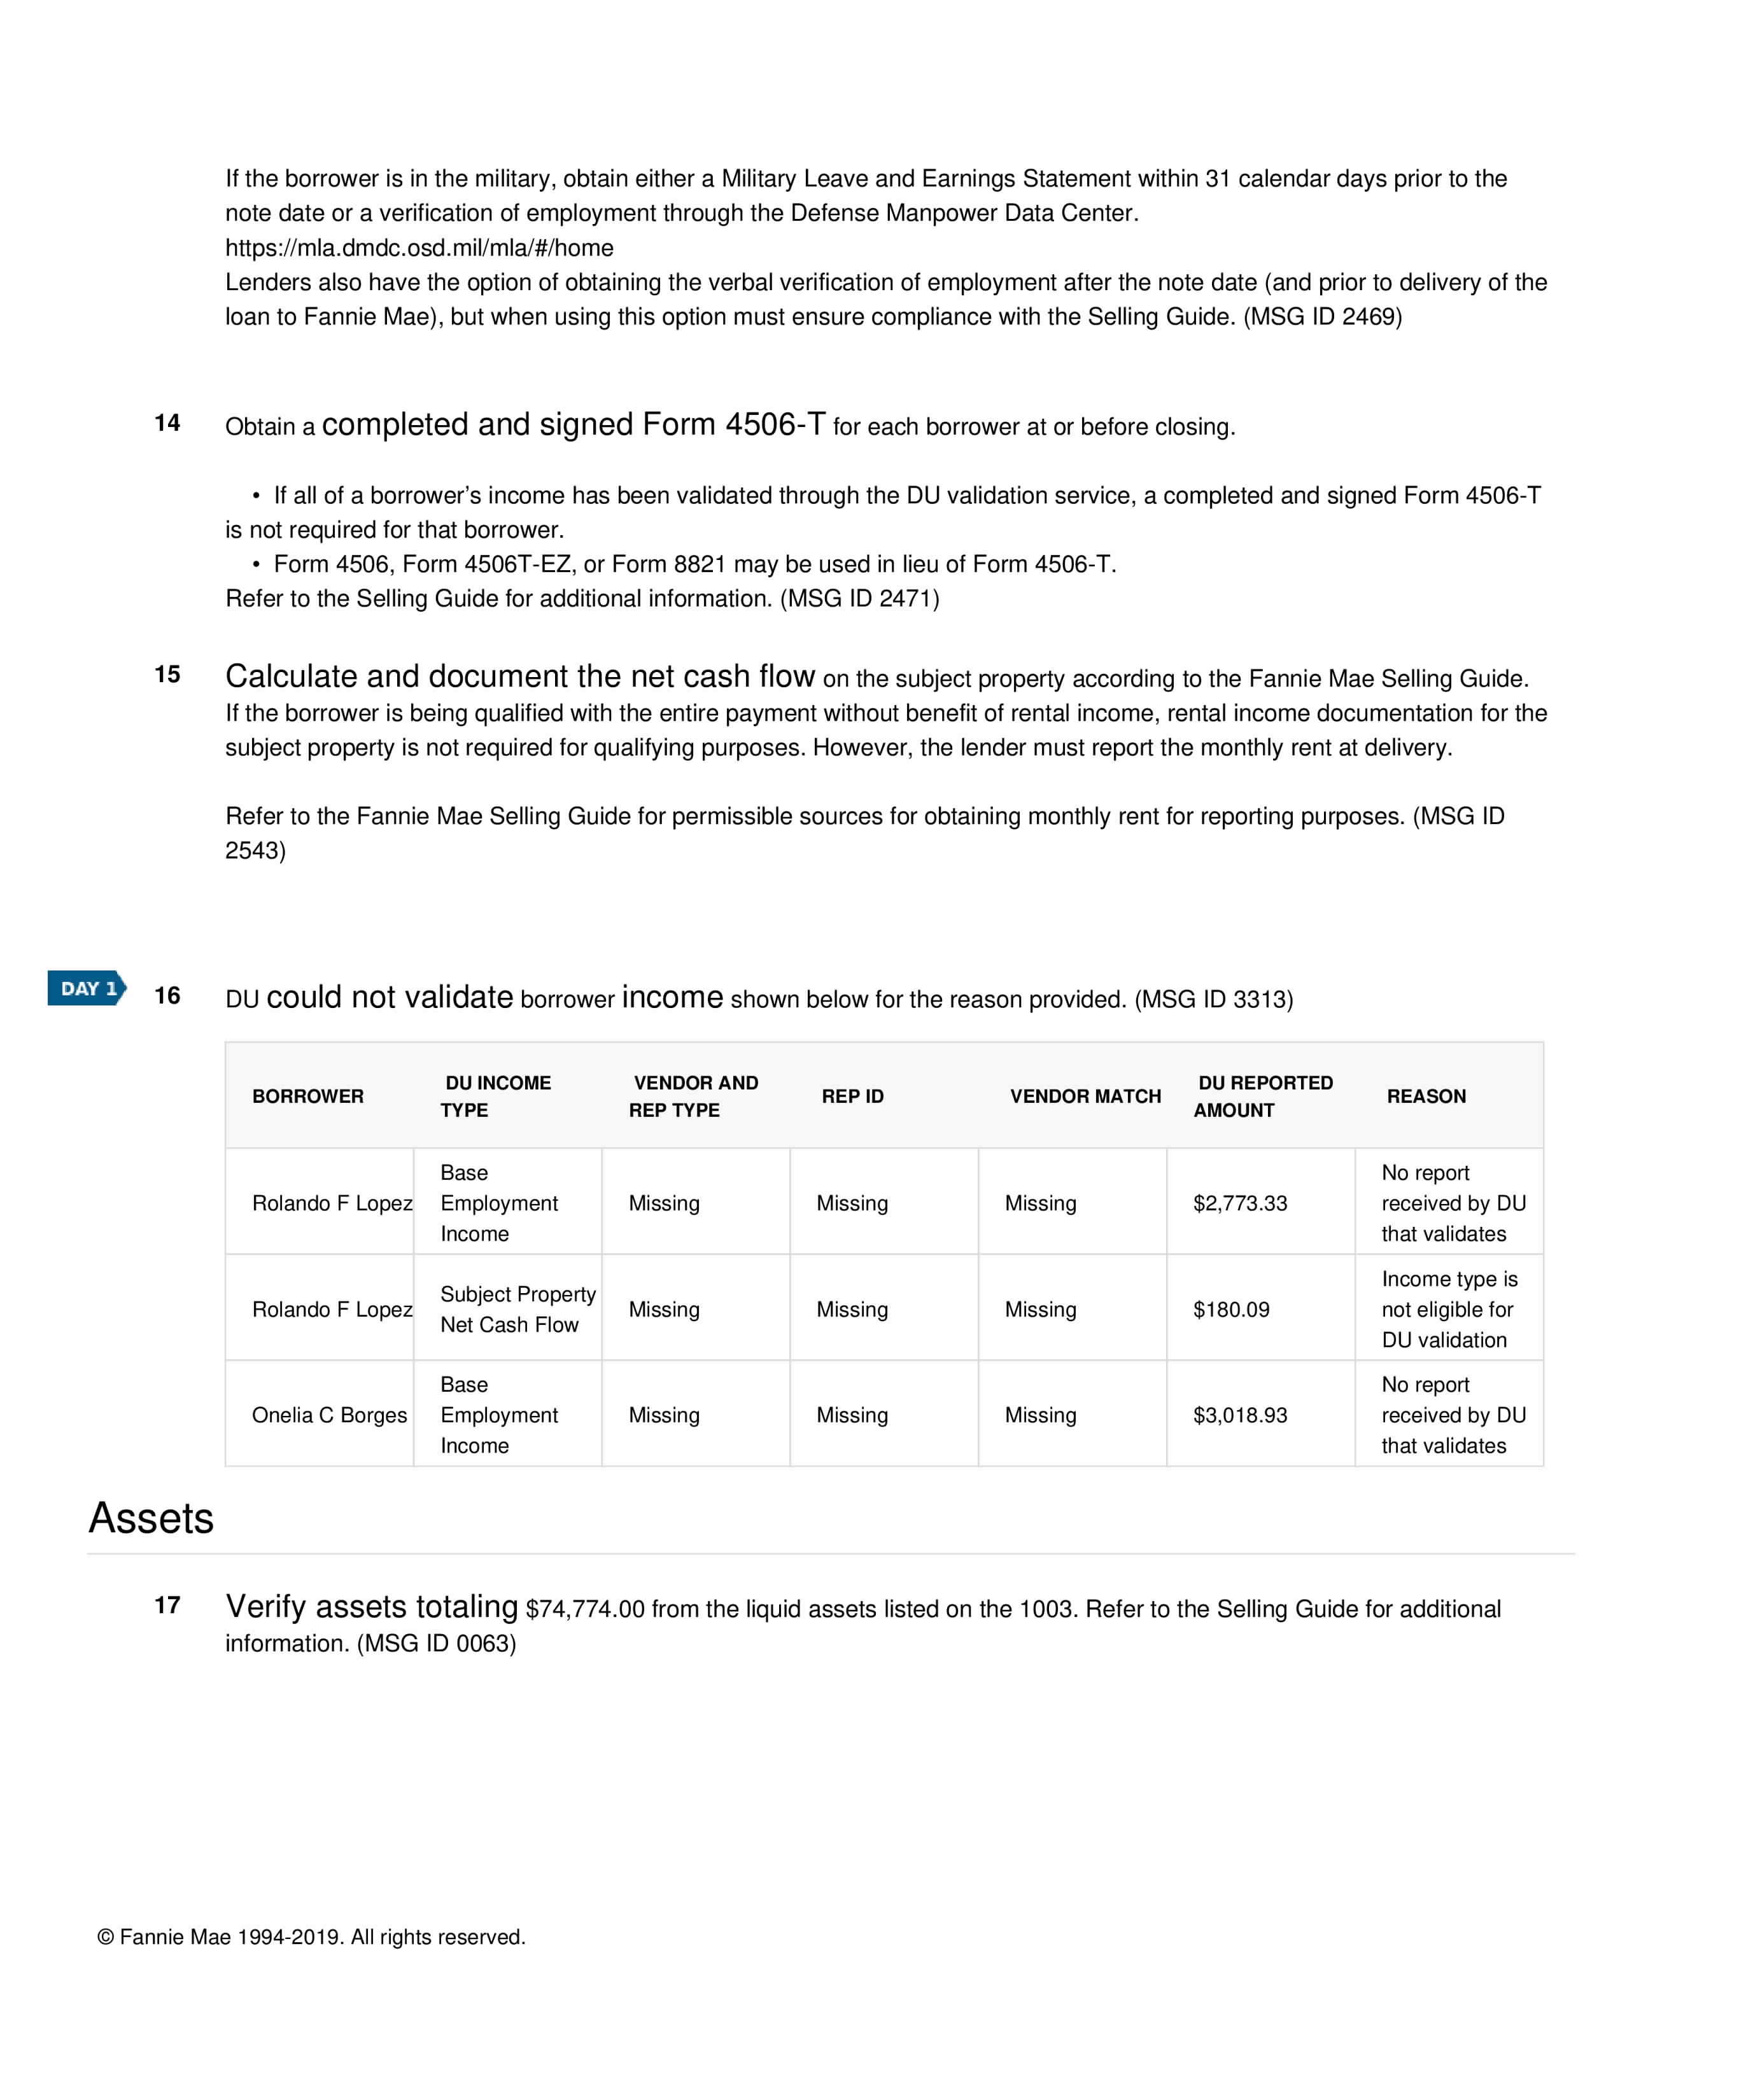 If the borrower is in the military, obtain either a Military Leave and Earnings Statement within 31 calendar days prior to the
note date or a verification of employment through the Defense Manpower Data Center.
https://mla.dmdc.osd.mil/mla/#/home
Lenders also have the option of obtaining the verbal verification of employment after the note date (and prior to delivery of the
loan to Fannie Mae), but when using this option must ensure compliance with the Selling Guide. (MSG ID 2469)
14 Obtain a completed and signed Form 4506-T for each borrower at or before closing.
• If all of a borrower’s income has been validated through the DU validation service, a completed and signed Form 4506-T
is not required for that borrower.
• Form 4506, Form 4506T-EZ, or Form 8821 may be used in lieu of Form 4506-T.
Refer to the Selling Guide for additional information. (MSG ID 2471)
15 Calculate and document the net cash flow on the subject property according to the Fannie Mae Selling Guide.
If the borrower is being qualified with the entire payment without benefit of rental income, rental income documentation for the
subject property is not required for qualifying purposes. However, the lender must report the monthly rent at delivery.
Refer to the Fannie Mae Selling Guide for permissible sources for obtaining monthly rent for reporting purposes. (MSG ID
2543)
DAY 1 16 DU could not validate borrower income shown below for the reason provided. (MSG ID 3313)
BORROWER
DU INCOME
TYPE
VENDOR AND
REP TYPE
REP ID
VENDOR MATCH
DU REPORTED
AMOUNT
REASON
Rolando F Lopez
Base
Employment
Income
Missing
Missing
Missing
$2,773.33
No report
received by DU
that validates
Rolando F Lopez
Subject Property
Net Cash Flow
Missing
Missing
Missing
$180.09
Income type is
not eligible for
DU validation
Onelia C Borges
Base
Employment
Income
Missing
Missing
Missing
$3,018.93
No report
received by DU
that validates
Assets
17 Verify assets totaling $74,774.00 from the liquid assets listed on the 1003. Refer to the Selling Guide for additional
information. (MSG ID 0063)
© Fannie Mae 1994-2019. All rights reserved.